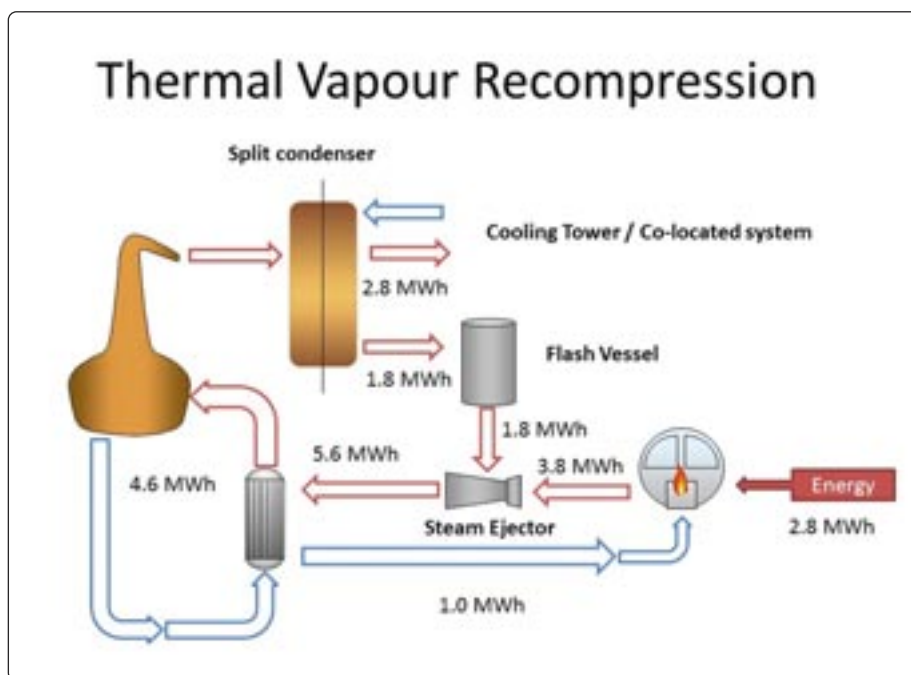 Thermal Vapour Recompression
Split condenser
Cooling Tower / Co-located system
2.8 MWh
Flash Vessel
1.8 MWh
1.8 MWh
5.6 MWh
3.8 MWh
4.6 MWh
Energy
Steam Ejector
2.8 MWh
1.0 MWh